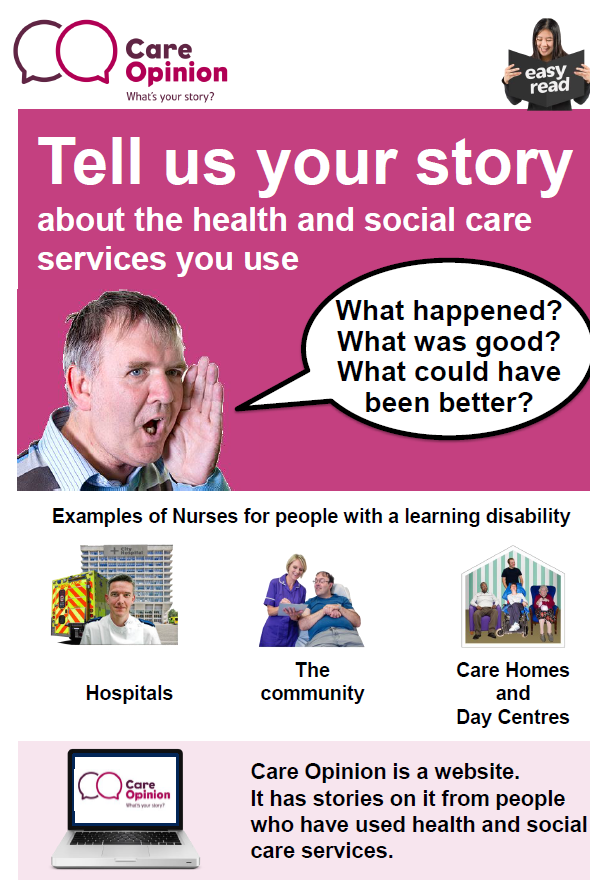 Care
Opinion
What's your story?
easy
read
Tell us your story
about the health and social care
services you use
What happened?
What was good?
What could have
been better?
Examples of Nurses for people with a learning disability
City
Hospital
Hospitals
The
community
Care Homes
and
Day Centres
Care
Opinion
What's your story?
Care Opinion is a website.
It has stories on it from people
who have used health and social
care services.